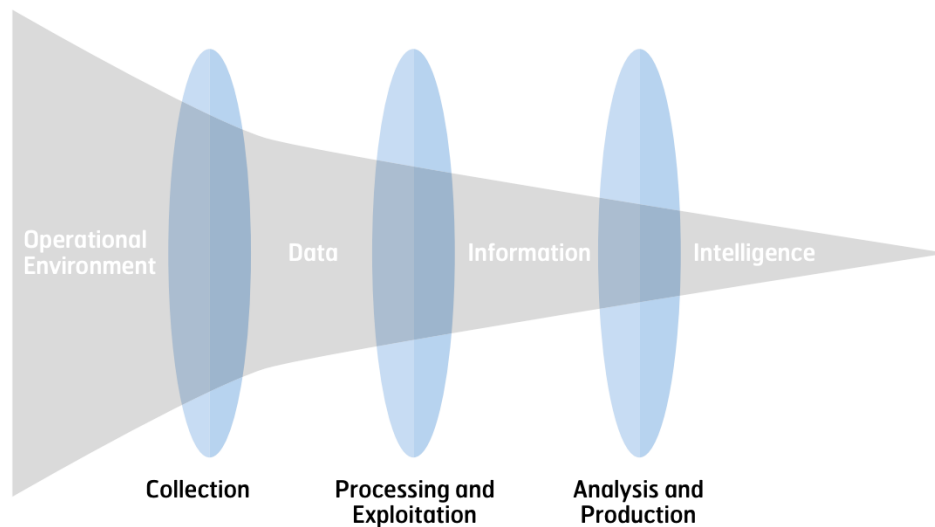 Operational
Environment
Data
Information
Intelligence
Collection
Processing and
Exploitation
Analysis and
Production